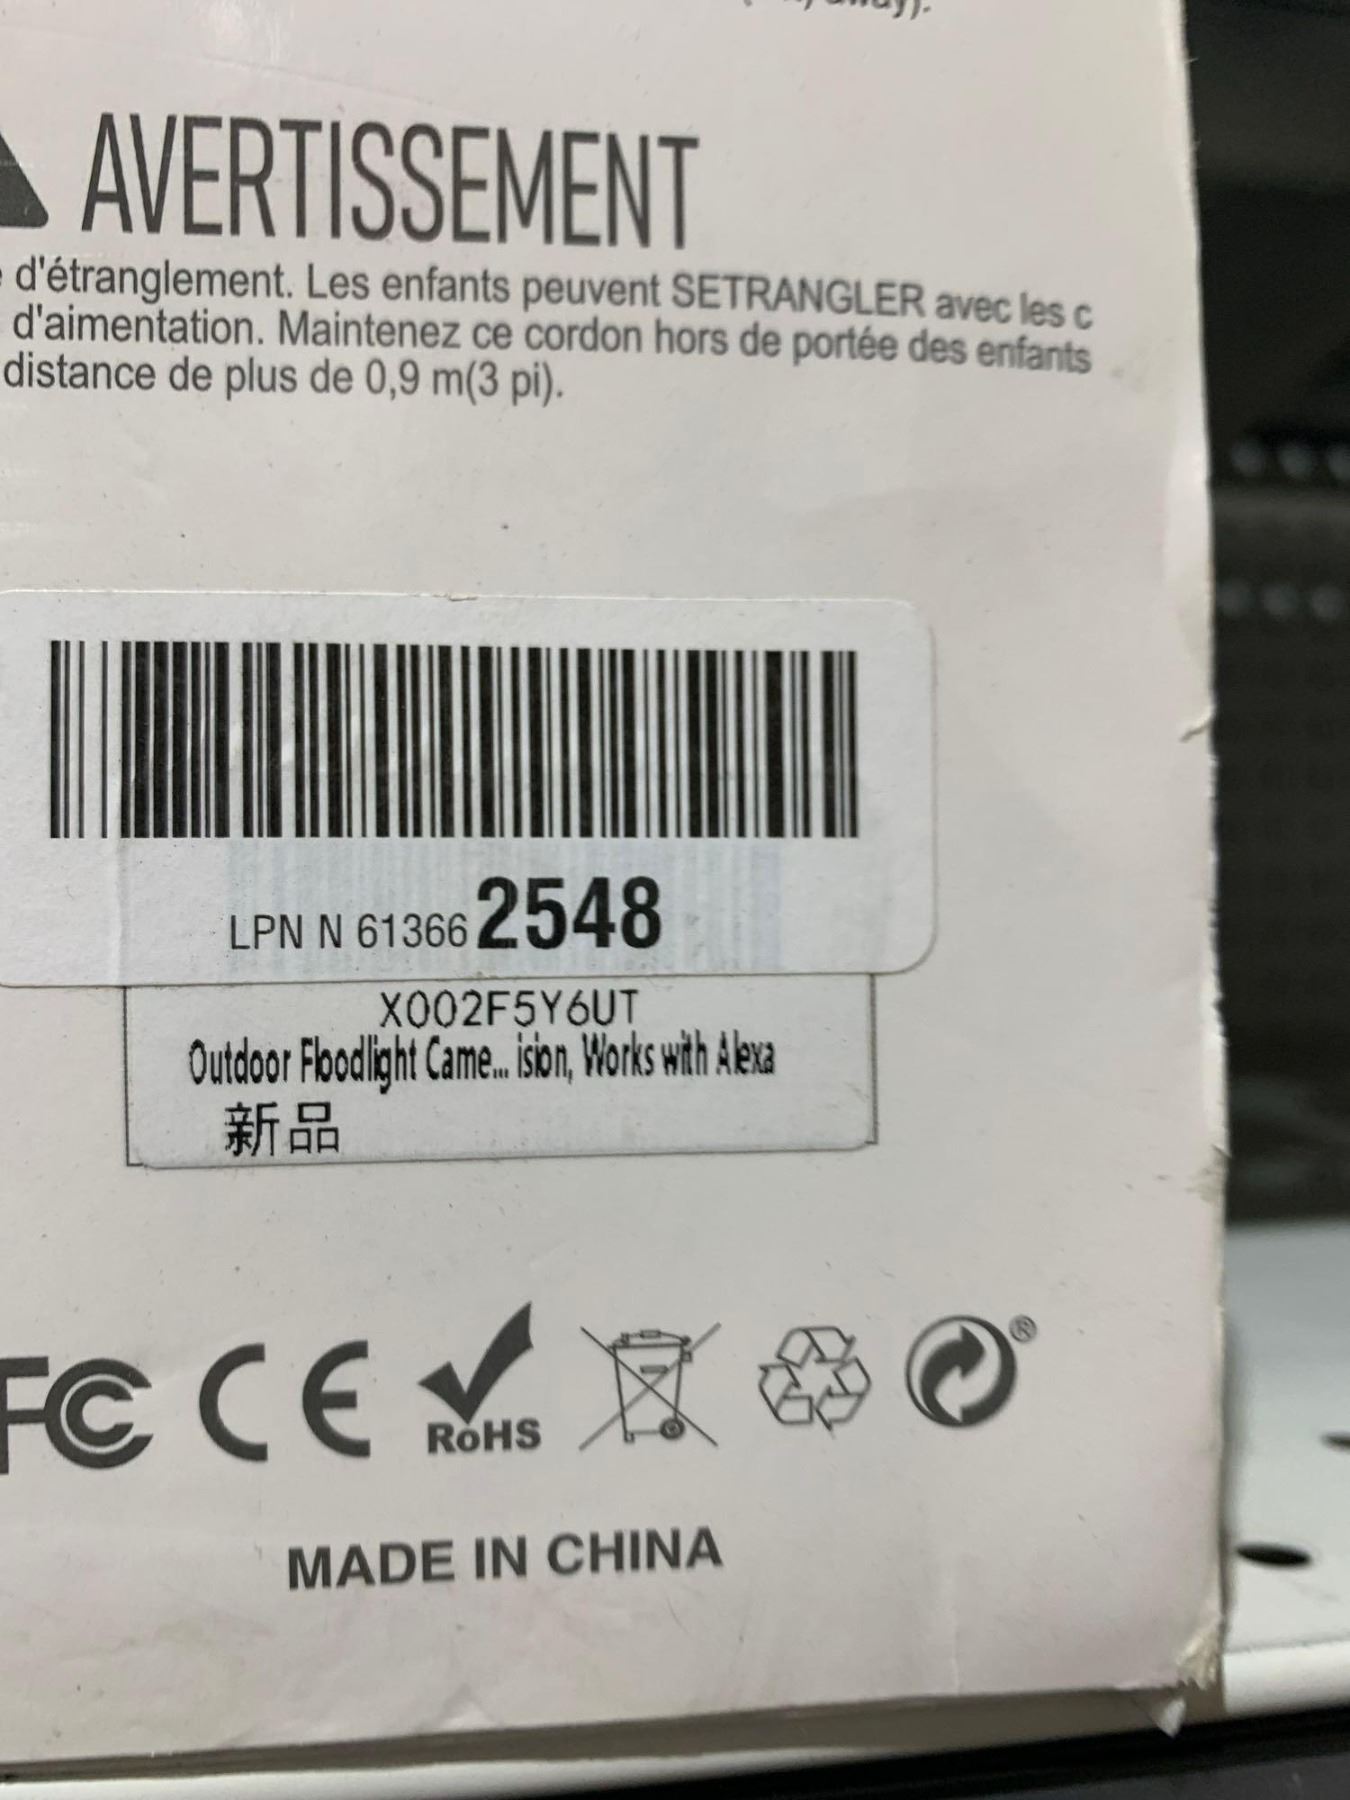 AVERTISSEMENT
d'étranglement. Les enfants peuvent SETRANGLER avec les c
d'aimentation. Maintenez ce cordon hors de portée des enfants
distance de plus de 0,9 m(3 pi).
LPN N 61366 2548
X002F5Y6UT
Outdoor Floodlight Came... ision, Works with Alexa
新品
FC CE RoHS ®
MADE IN CHINA